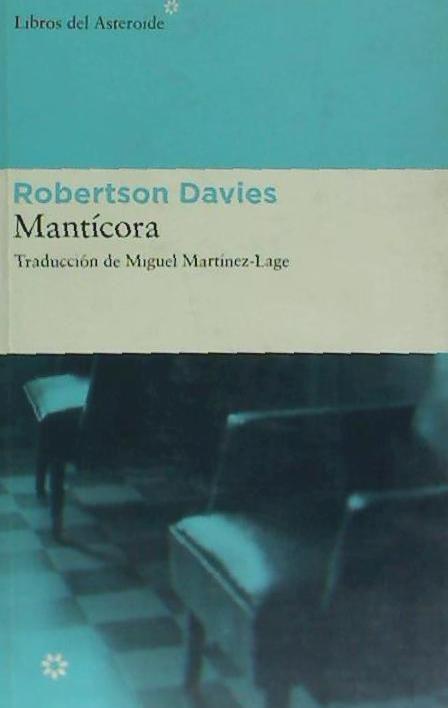 Libros del Asteroide
Robertson Davies
Mantícora
Traducción de Miguel Martínez-Lage